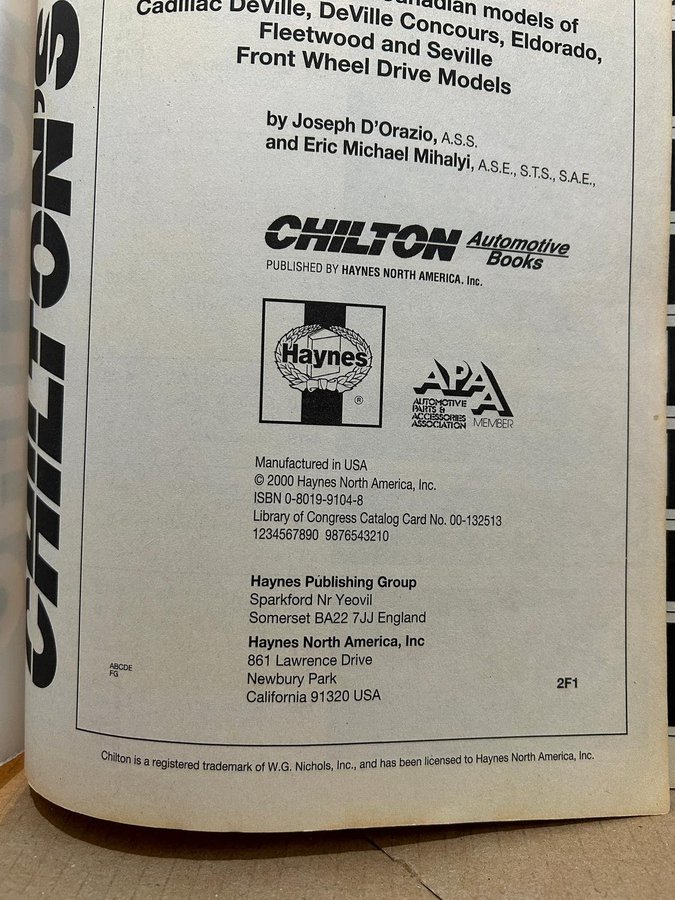 Canadian models of
Cadillac DeVille, DeVille Concours, Eldorado,
Fleetwood and Seville
Front Wheel Drive Models
by Joseph D'Orazio, A.S.S.
and Eric Michael Mihalyi, A.S.E., S.T.S., S.A.E.,
CHILTON Automotive
Books
PUBLISHED BY HAYNES NORTH AMERICA. Inc.
Haynes
®
APAA
AUTOMOTIVE
PARTS &
ACCESSORIES
ASSOCIATION MEMBER
Manufactured in USA
© 2000 Haynes North America, Inc.
ISBN 0-8019-9104-8
Library of Congress Catalog Card No. 00-132513
1234567890 9876543210
Haynes Publishing Group
Sparkford Nr Yeovil
Somerset BA22 7JJ England
Haynes North America, Inc
861 Lawrence Drive
Newbury Park
California 91320 USA
ABCDE
FG
2F1
Chilton is a registered trademark of W.G. Nichols, Inc., and has been licensed to Haynes North America, Inc.
CHILTON'S